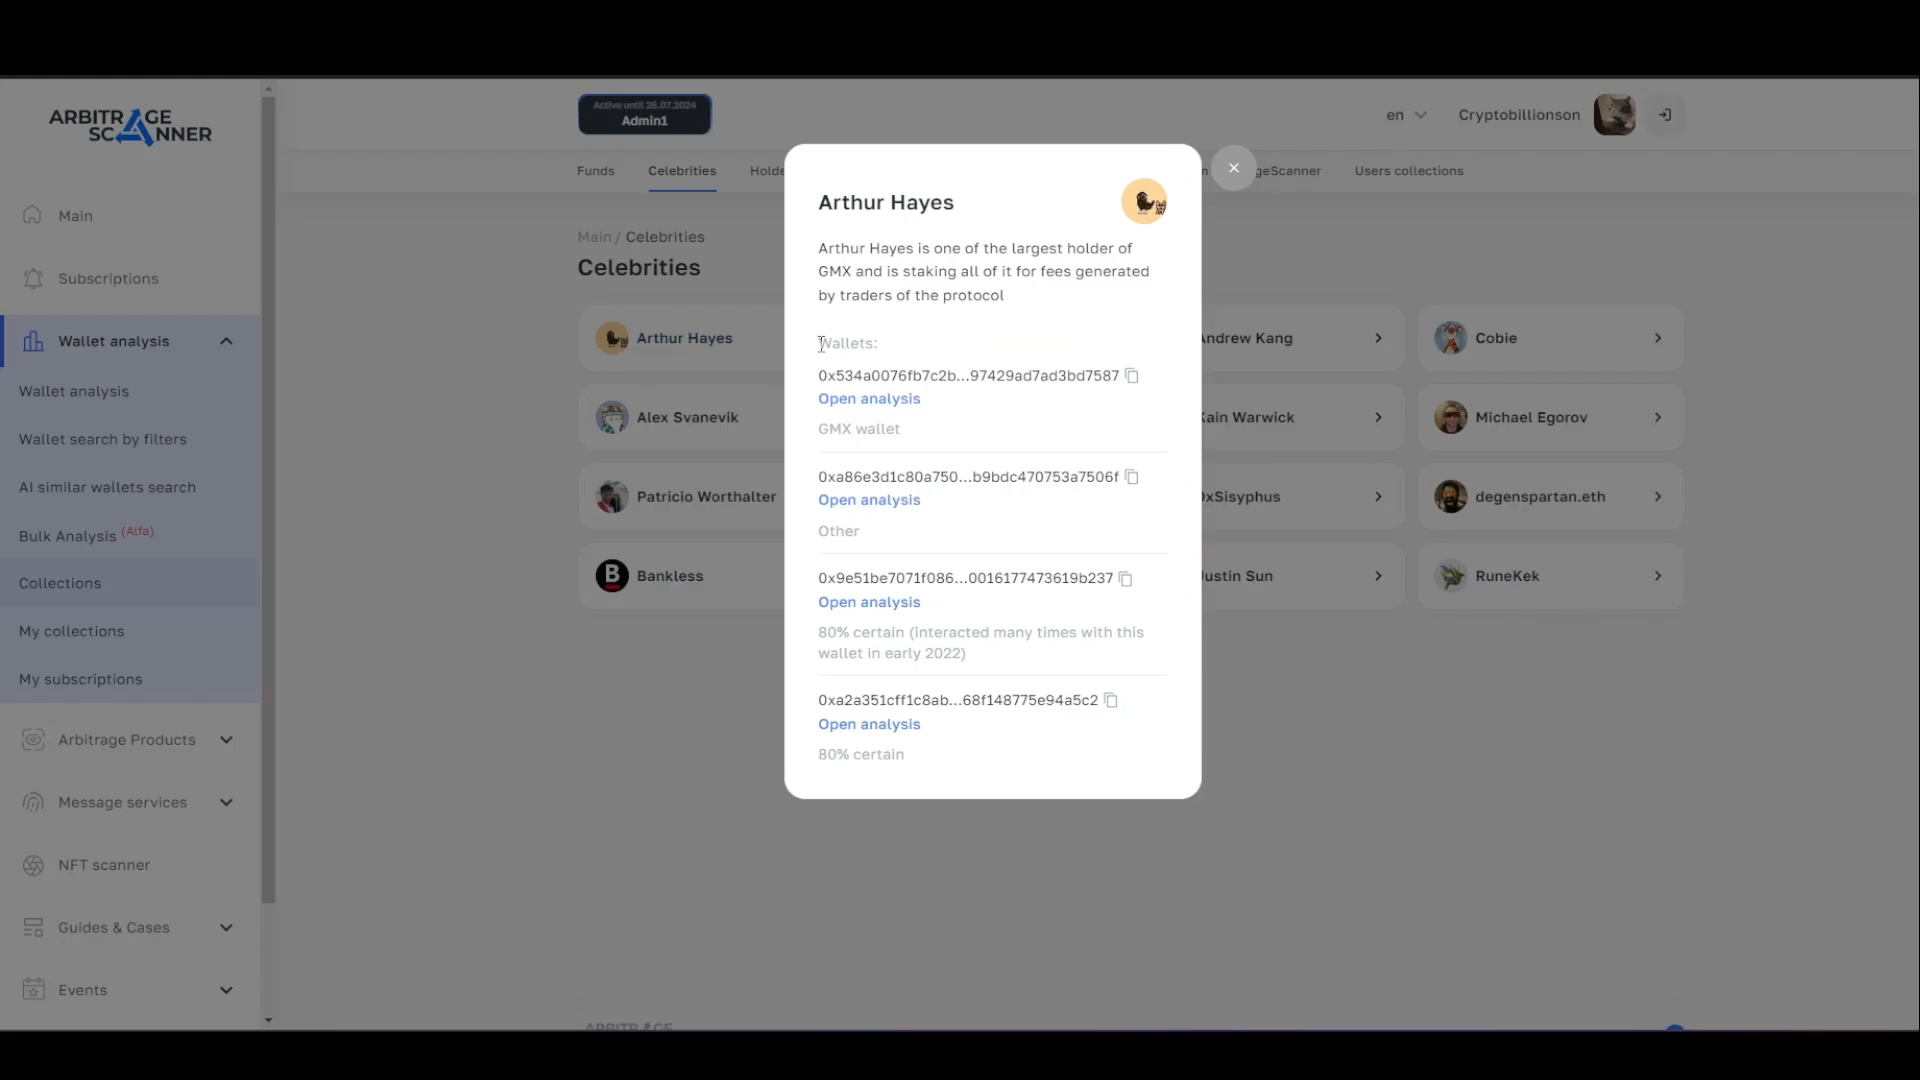 ARBITRAGE
SCANNER
Active until 26.07.2024
Admin1
en
Cryptobillionson
Main
Subscriptions
Wallet analysis
Wallet analysis
Wallet search by filters
AI similar wallets search
Bulk Analysis (Alfa)
Collections
My collections
My subscriptions
Arbitrage Products
Message services
NFT scanner
Guides & Cases
Events
Funds
Celebrities
Holde
geScanner
Users collections
Main / Celebrities
Celebrities
Arthur Hayes
Andrew Kang
Cobie
Alex Svanevik
Kain Warwick
Michael Egorov
Patricio Worthalter
0xSisyphus
degenspartan.eth
B
Bankless
Justin Sun
RuneKek
Arthur Hayes
Arthur Hayes is one of the largest holder of
GMX and is staking all of it for fees generated
by traders of the protocol
Wallets:
0x534a0076fb7c2b...97429ad7ad3bd7587
Open analysis
GMX wallet
0xa86e3d1c80a750...b9bdc470753a7506f
Open analysis
Other
0x9e51be7071f086...0016177473619b237
Open analysis
80% certain (interacted many times with this
wallet in early 2022)
0xa2a351cff1c8ab...68f148775e94a5c2
Open analysis
80% certain
ARBITRAGE